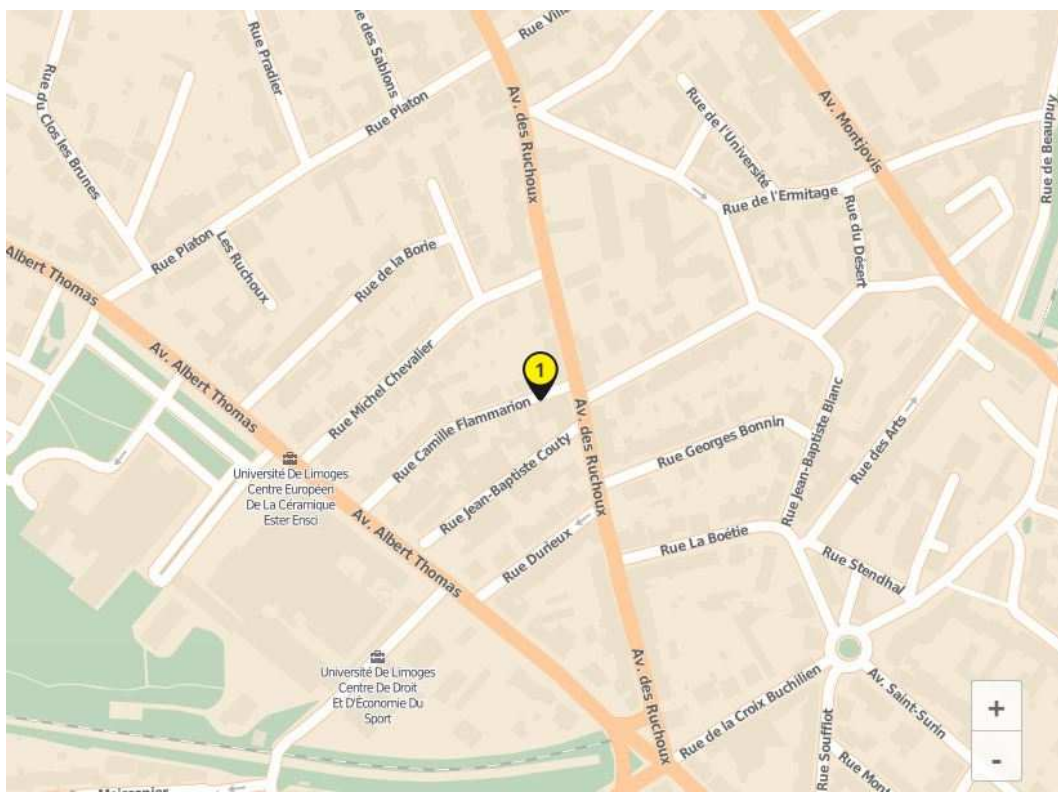 Rue Villa
Rue des Sablons
Rue Pradier
Rue du Clos les Brunes
Rue Platon
Av. des Ruchoux
Rue de l'Université
Av. Montjovis
Rue de Beaupuy
Rue de l'Ermitage
Rue du Désert
Rue Platon
Les Ruchoux
Rue de la Borie
Albert Thomas
Av. Albert Thomas
Rue Michel Chevalier
1
Rue Camille Flammarion
Av. des Ruchoux
Rue Jean-Baptiste Couty
Rue Georges Bonnin
Rue Jean-Baptiste Blanc
Rue des Arts
Université De Limoges
Centre Européen
De La Céramique
Ester Ensci
Av. Albert Thomas
Rue Durieux
Rue La Boétie
Rue Stendhal
Université De Limoges
Centre De Droit
Et D'Économie Du
Sport
Av. des Ruchoux
Rue de la Croix Buchilien
Av. Saint-Surin
Rue Souffiot
Rue Mont
+
-